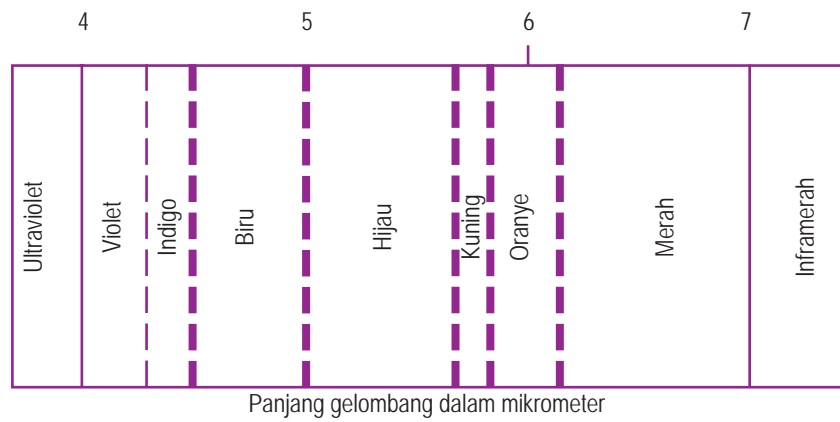 4 5 6 7
Ultraviolet
Violet
Indigo
Biru
Hijau
Kuning
Oranye
Merah
Inframerah
Panjang gelombang dalam mikrometer